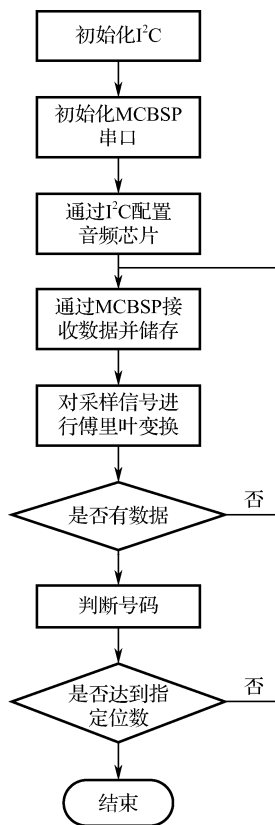 初始化I²C
初始化MCBSP
串口
通过I²C配置
音频芯片
通过MCBSP接
收数据并储存
对采样信号进
行傅里叶变换
是否有数据
否
判断号码
是否达到指
定位数
否
结束